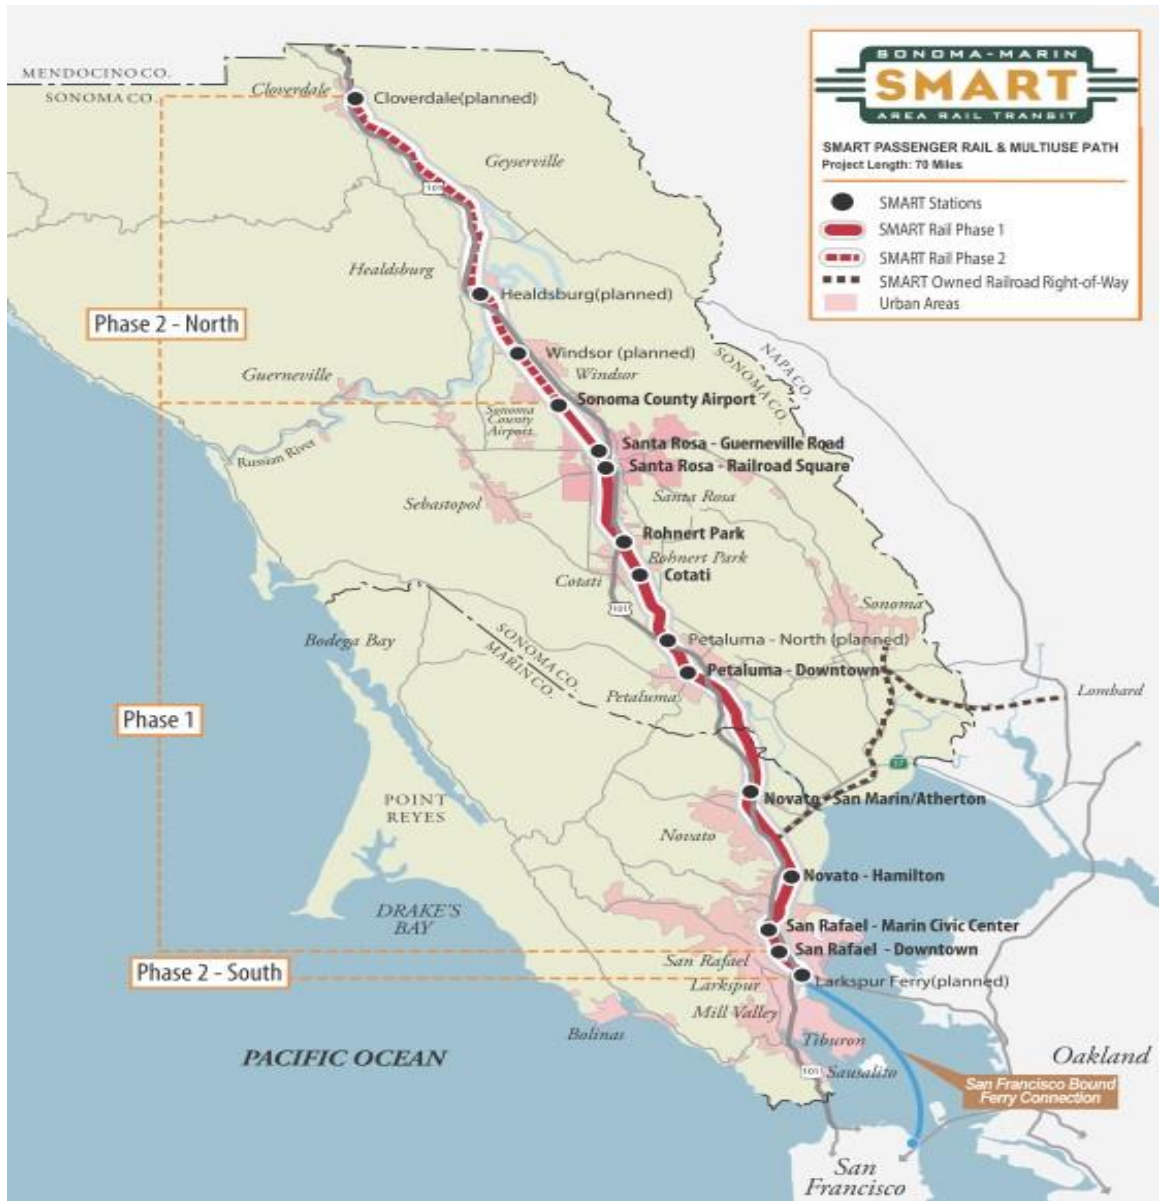 SONOMA-MARIN
SMART
AREA RAIL TRANSIT
SMART PASSENGER RAIL & MULTIUSE PATH
Project Length: 70 Miles
SMART Stations
SMART Rail Phase 1
SMART Rail Phase 2
SMART Owned Railroad Right-of-Way
Urban Areas
MENDOCINO CO.
SONOMA CO.
Cloverdale
Cloverdale(planned)
Geyserville
101
Healdsburg
Healdsburg(planned)
Phase 2 - North
Windsor (planned)
Windsor
NAPA CO.
SONOMA CO.
Guerneville
Sonoma County Airport
Sonoma
County
Airport
Russian River
Santa Rosa - Guerneville Road
Santa Rosa - Railroad Square
Santa Rosa
Sebastopol
Rohnert Park
Rohnert Park
Cotati
Cotati
101
Sonoma
Bodega Bay
SONOMA CO.
MARIN CO.
Petaluma - North (planned)
Petaluma - Downtown
Petaluma
Lombard
Phase 1
37
POINT
REYES
Novato - San Marin/Atherton
Novato
Novato - Hamilton
DRAKE'S
BAY
San Rafael - Marin Civic Center
San Rafael - Downtown
San Rafael
Phase 2 - South
Larkspur Ferry(planned)
Larkspur
Mill Valley
Bolinas
Tiburon
PACIFIC OCEAN
Oakland
101
Sausalito
San Francisco Bound
Ferry Connection
San
Francisco